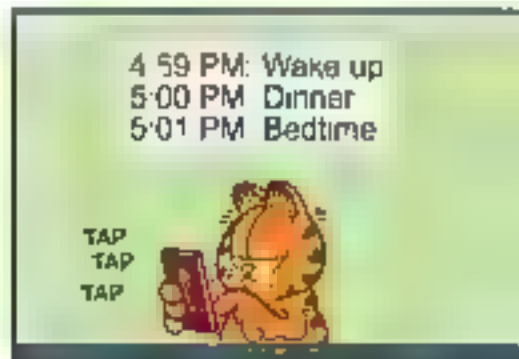 4:59 PM: Wake up
5:00 PM Dinner
5:01 PM Bedtime
TAP
TAP
TAP